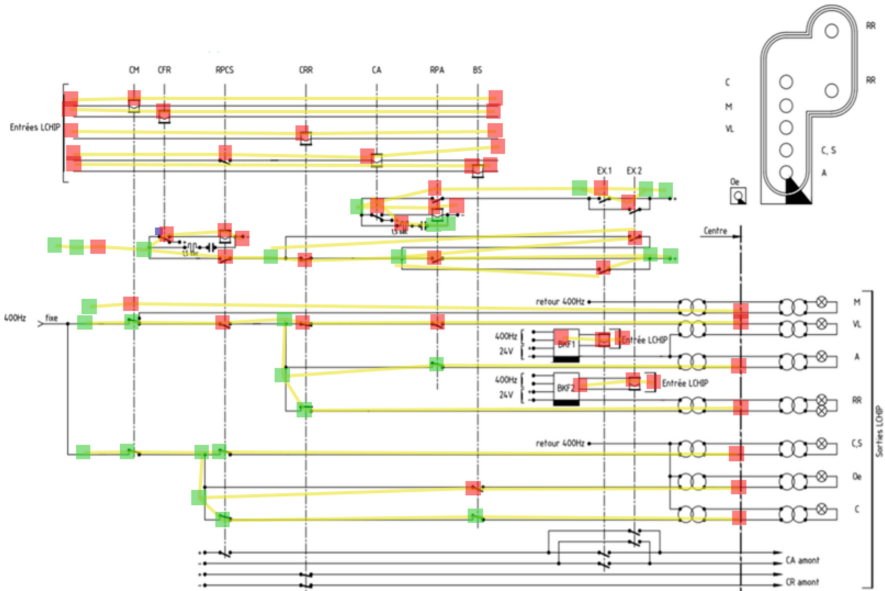 CM CFR RPCS CRR CA RPA BS
RR
RR
C
M
VL
C, S
A
Oe
Entrées LCHIP
EX.1 EX.2
Centre
400Hz fixe
retour 400Hz
M
VL
400Hz
24V
BKF1
Entrée LCHIP
A
400Hz
24V
BKF2
Entrée LCHIP
RR
retour 400Hz
C,S
Oe
C
Sorties LCHIP
CA amont
CR amont